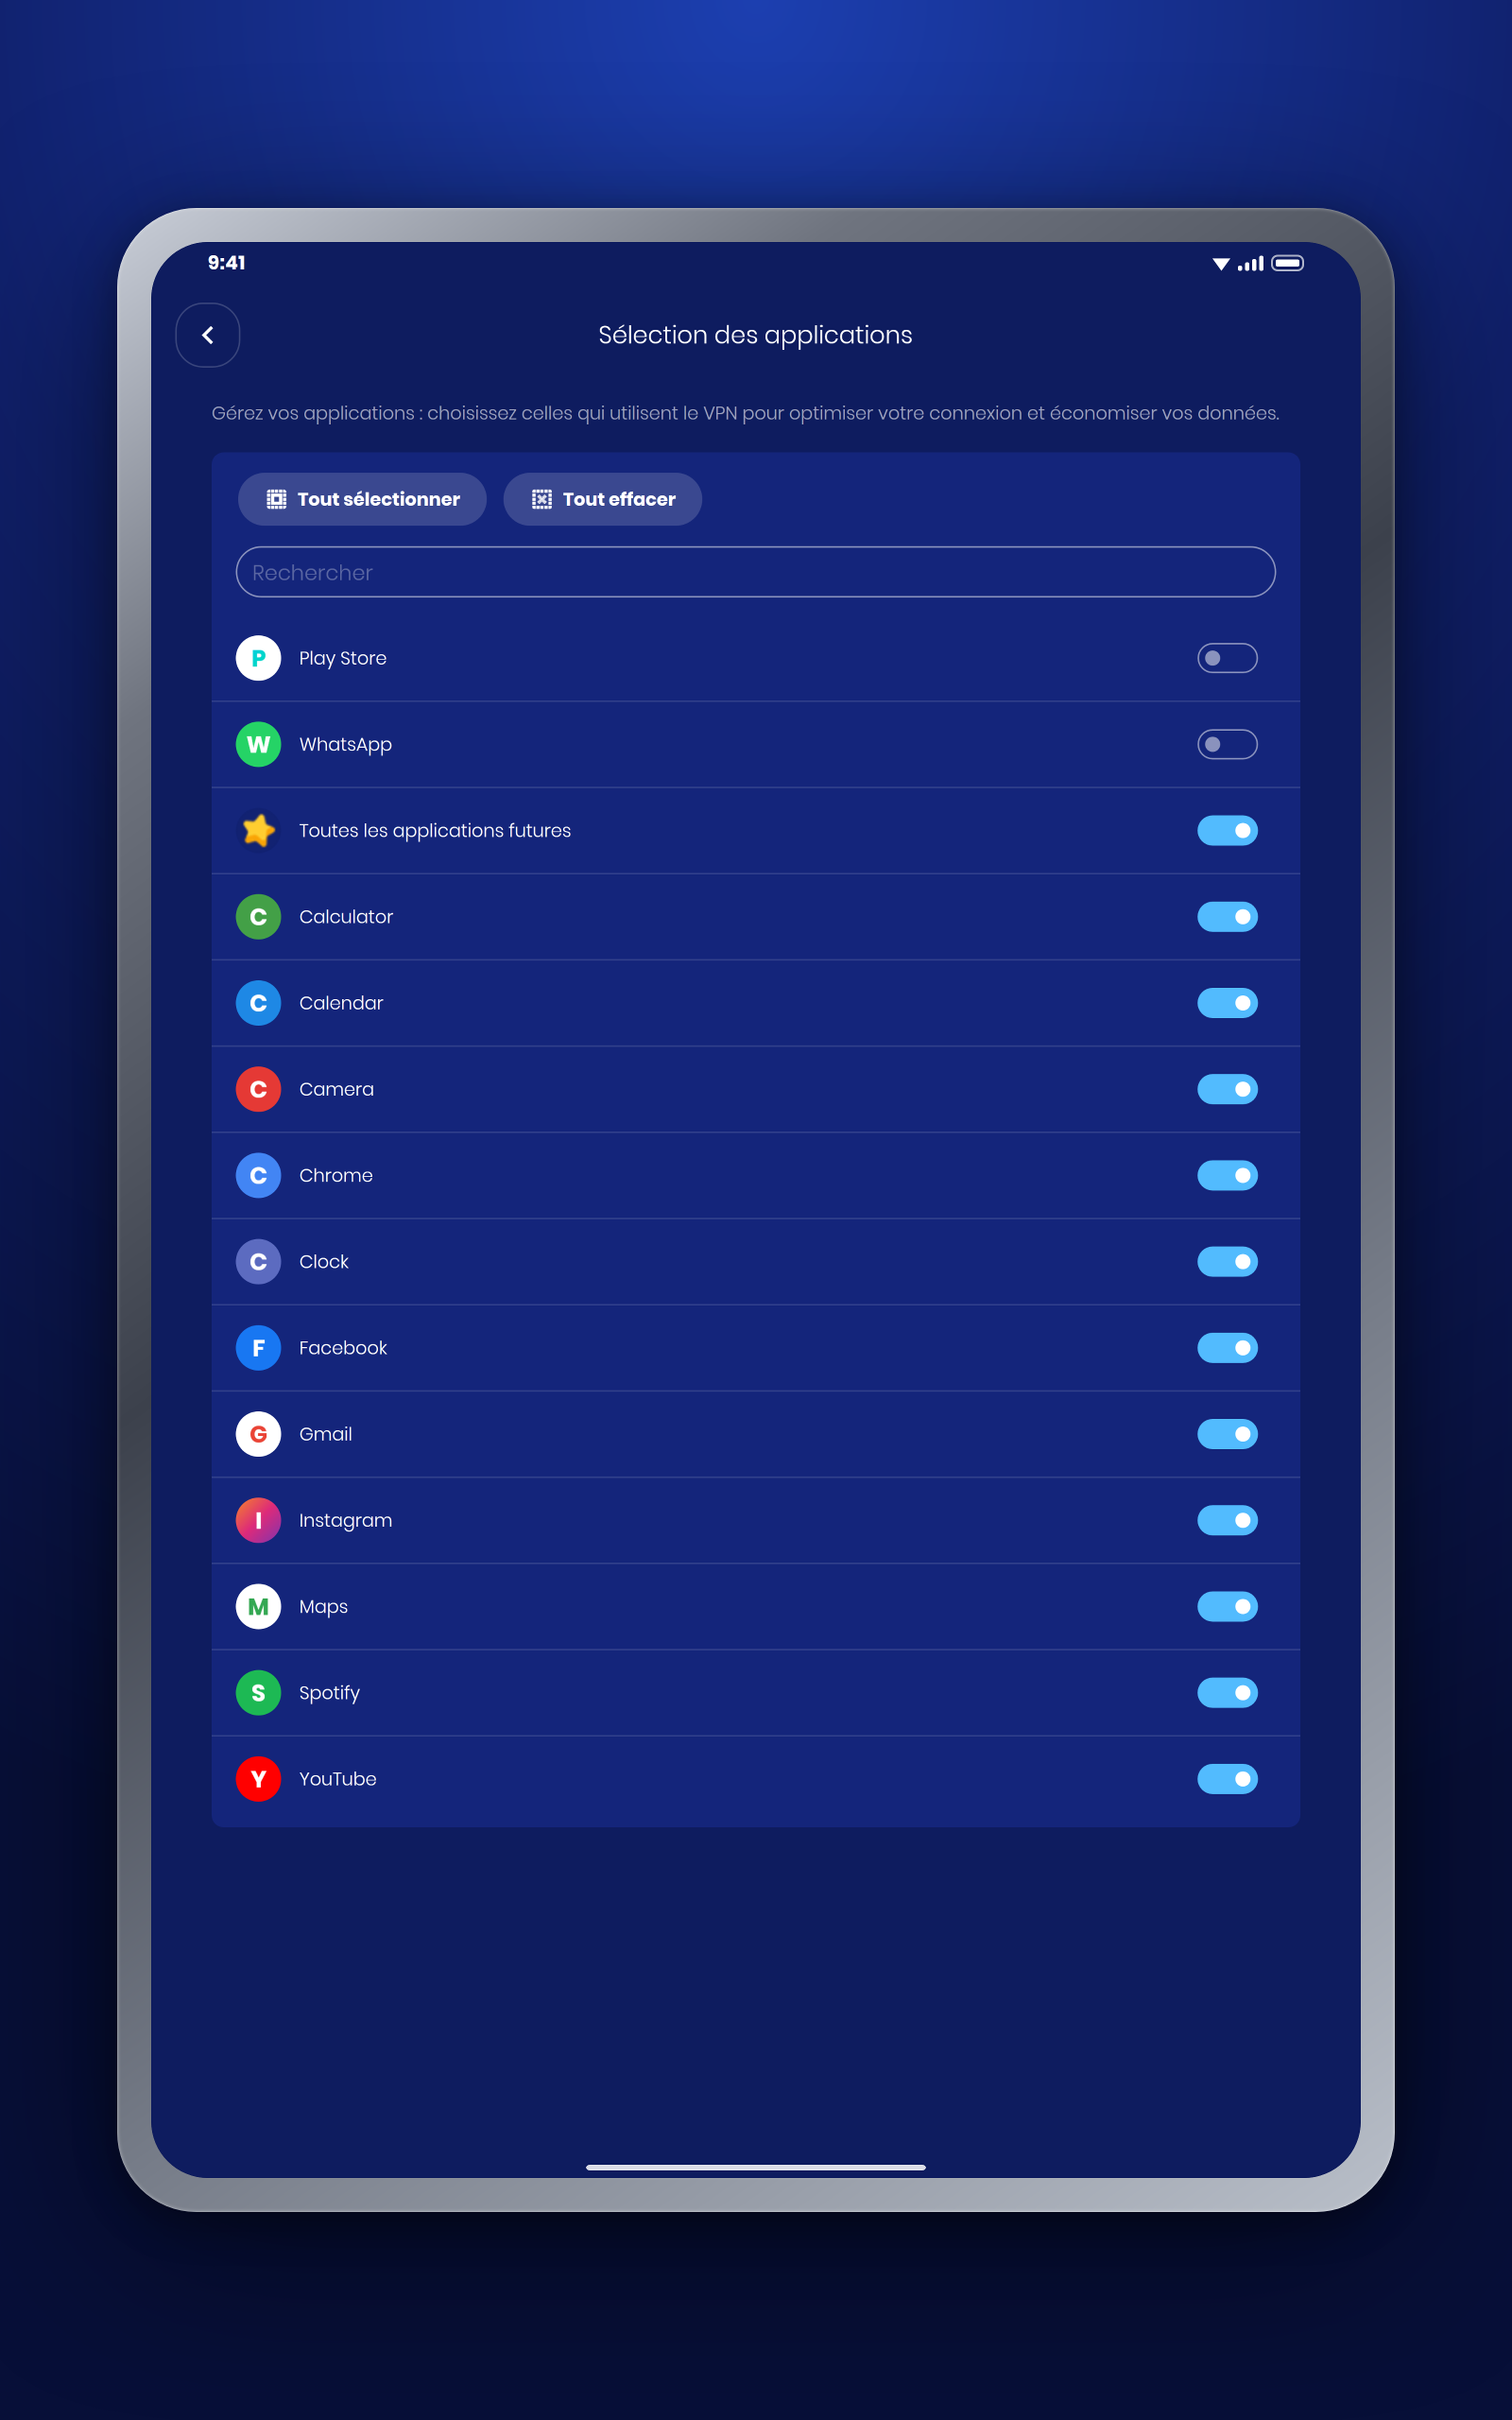 9:41
Sélection des applications
Gérez vos applications : choisissez celles qui utilisent le VPN pour optimiser votre connexion et économiser vos données.
Tout sélectionner
Tout effacer
Rechercher
P Play Store
W WhatsApp
Toutes les applications futures
C Calculator
C Calendar
C Camera
C Chrome
C Clock
F Facebook
G Gmail
I Instagram
M Maps
S Spotify
Y YouTube